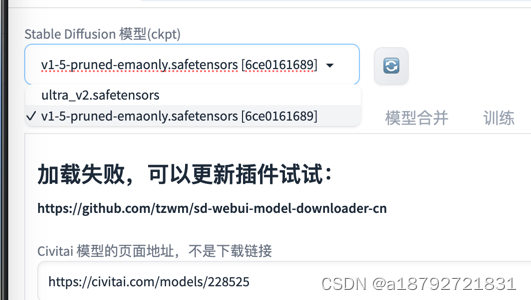 Stable Diffusion 模型(ckpt)
v1-5-pruned-emaonly.safetensors [6ce0161689]
ultra_v2.safetensors
✓ v1-5-pruned-emaonly.safetensors [6ce0161689]
模型合并 训练
加载失败，可以更新插件试试：
https://github.com/tzwm/sd-webui-model-downloader-cn
Civitai 模型的页面地址，不是下载链接
https://civitai.com/models/228525
CSDN @a18792721831